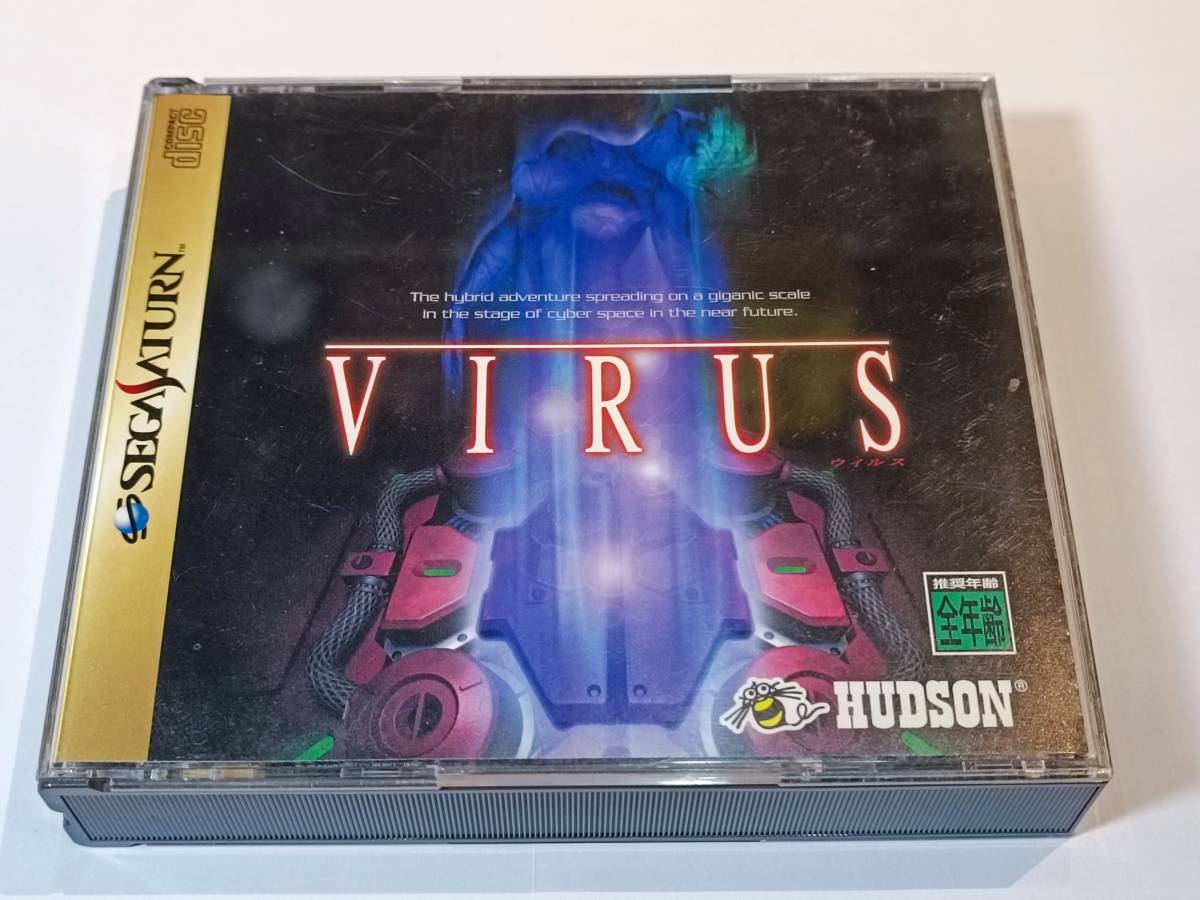 COMPACT
disc
SEGA SATURN™
The hybrid adventure spreading on a giganic scale
In the stage of cyber space in the near future.
VIRUS
ウイルス
推奨年齢
全年齢
HUDSON®